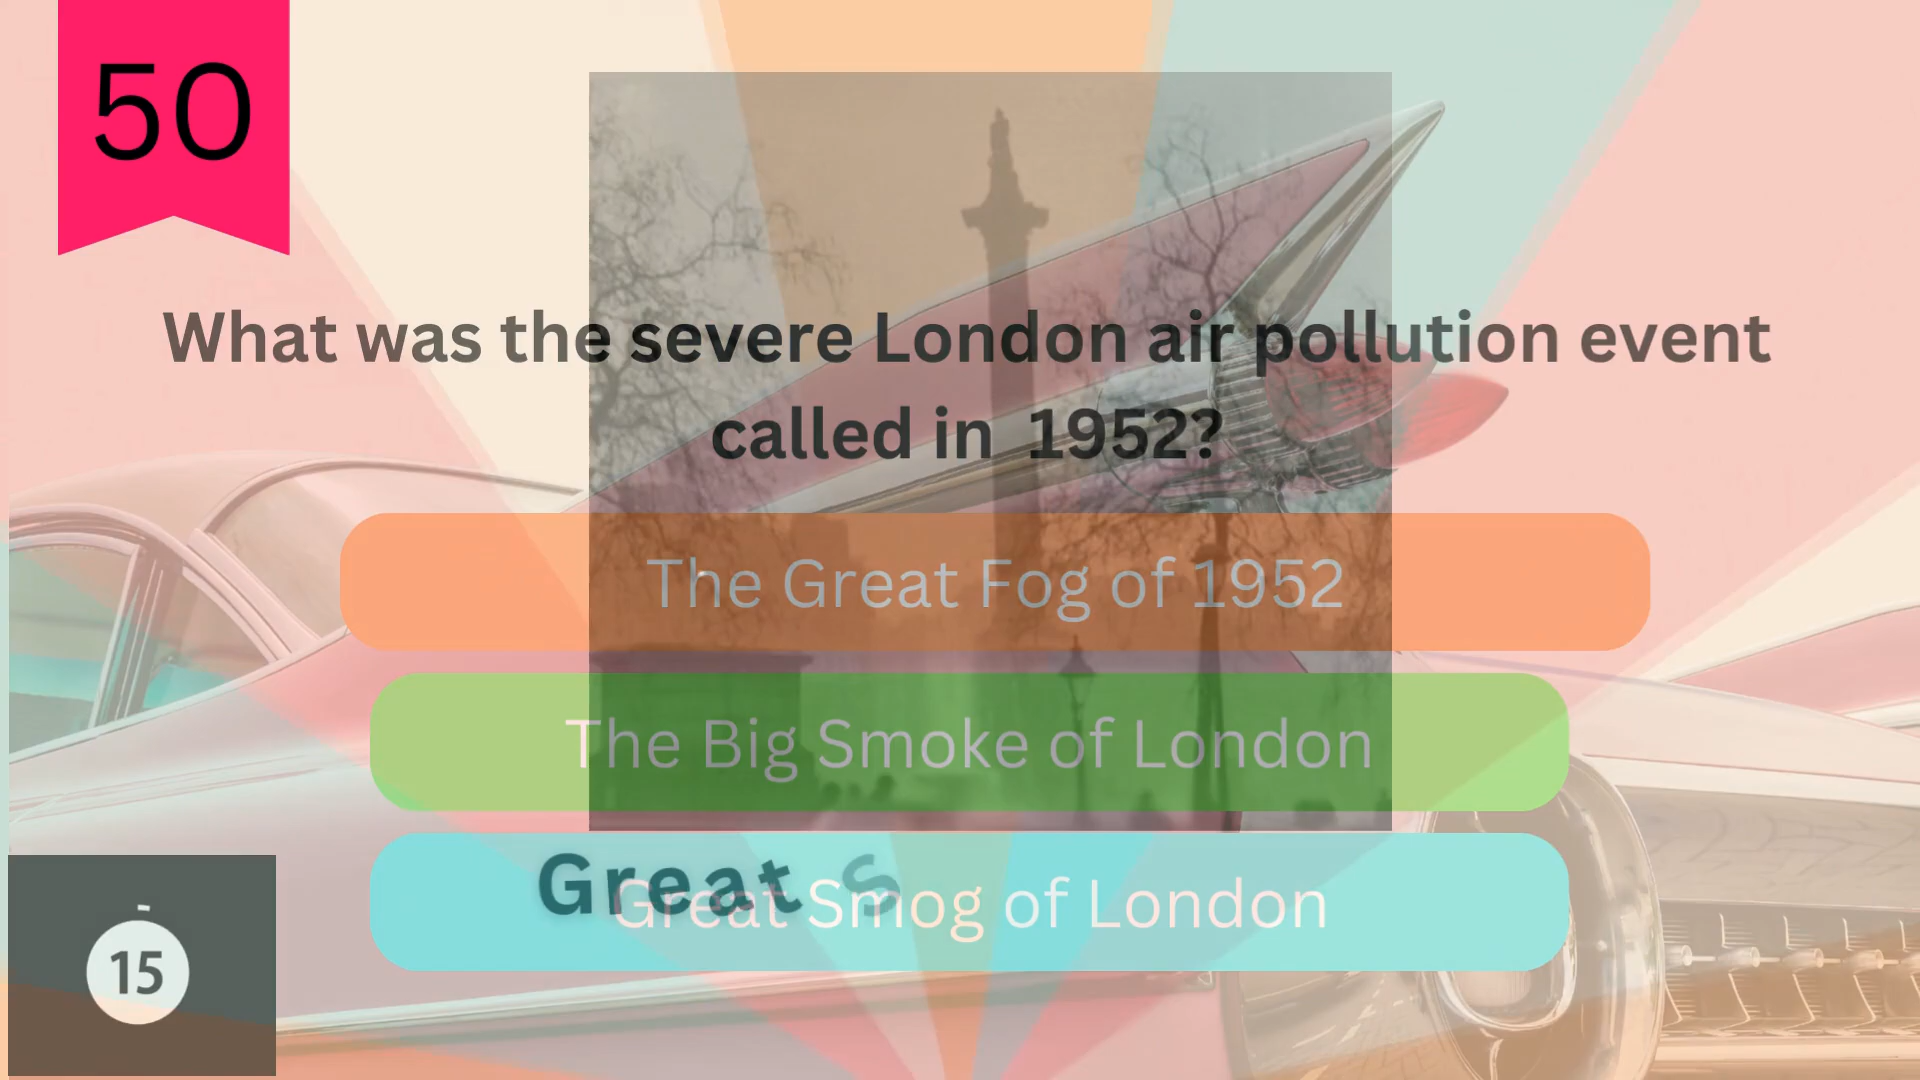 50
What was the severe London air pollution event
called in 1952?
The Great Fog of 1952
The Big Smoke of London
Great S
Great Smog of London
15